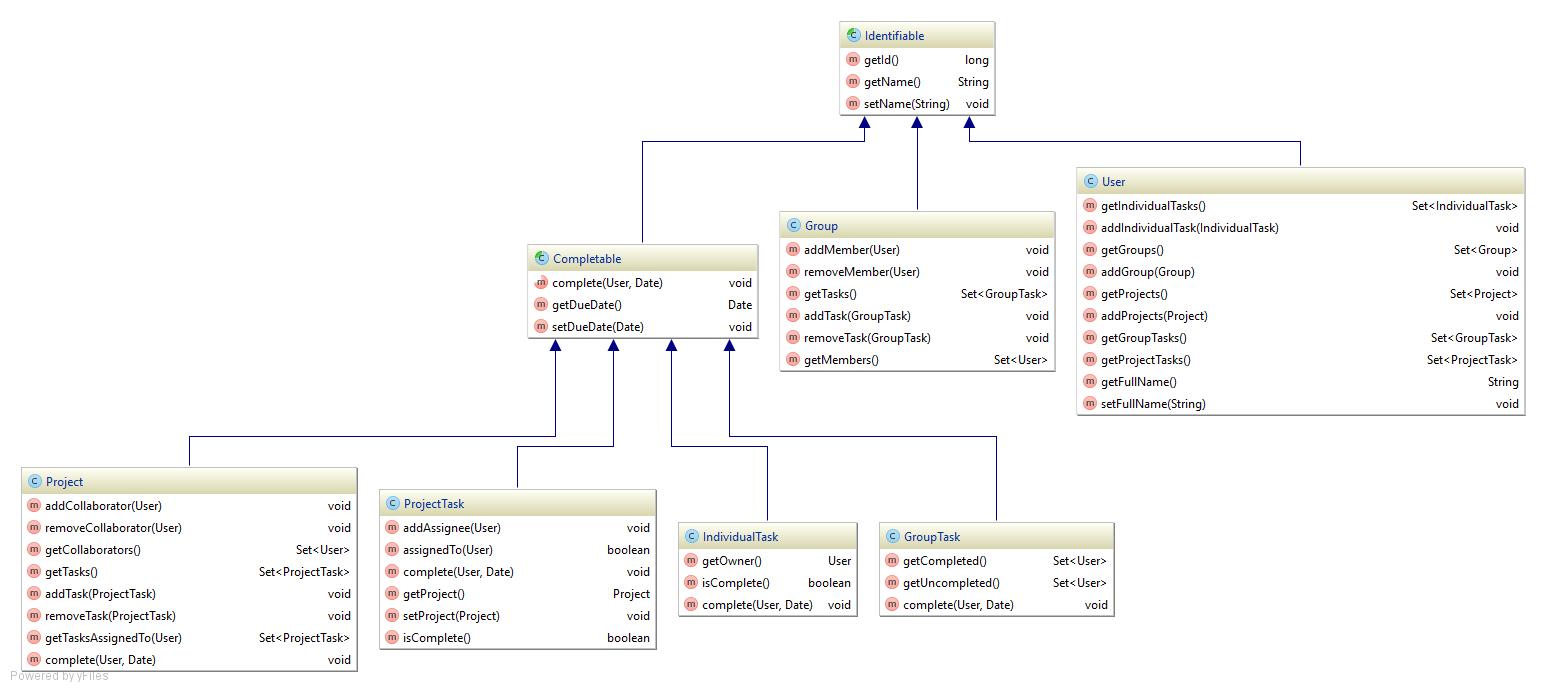 Identifiable
getId() long
getName() String
setName(String) void
User
getIndividualTasks() Set<IndividualTask>
addIndividualTask(IndividualTask) void
getGroups() Set<Group>
addGroup(Group) void
getProjects() Set<Project>
addProjects(Project) void
getGroupTasks() Set<GroupTask>
getProjectTasks() Set<ProjectTask>
getFullName() String
setFullName(String) void
Group
addMember(User) void
removeMember(User) void
getTasks() Set<GroupTask>
addTask(GroupTask) void
removeTask(GroupTask) void
getMembers() Set<User>
Completable
complete(User, Date) void
getDueDate() Date
setDueDate(Date) void
Project
addCollaborator(User) void
removeCollaborator(User) void
getCollaborators() Set<User>
getTasks() Set<ProjectTask>
addTask(ProjectTask) void
removeTask(ProjectTask) void
getTasksAssignedTo(User) Set<ProjectTask>
complete(User, Date) void
ProjectTask
addAssignee(User) void
assignedTo(User) boolean
complete(User, Date) void
getProject() Project
setProject(Project) void
isComplete() boolean
IndividualTask
getOwner() User
isComplete() boolean
complete(User, Date) void
GroupTask
getCompleted() Set<User>
getUncompleted() Set<User>
complete(User, Date) void
Powered by yFiles